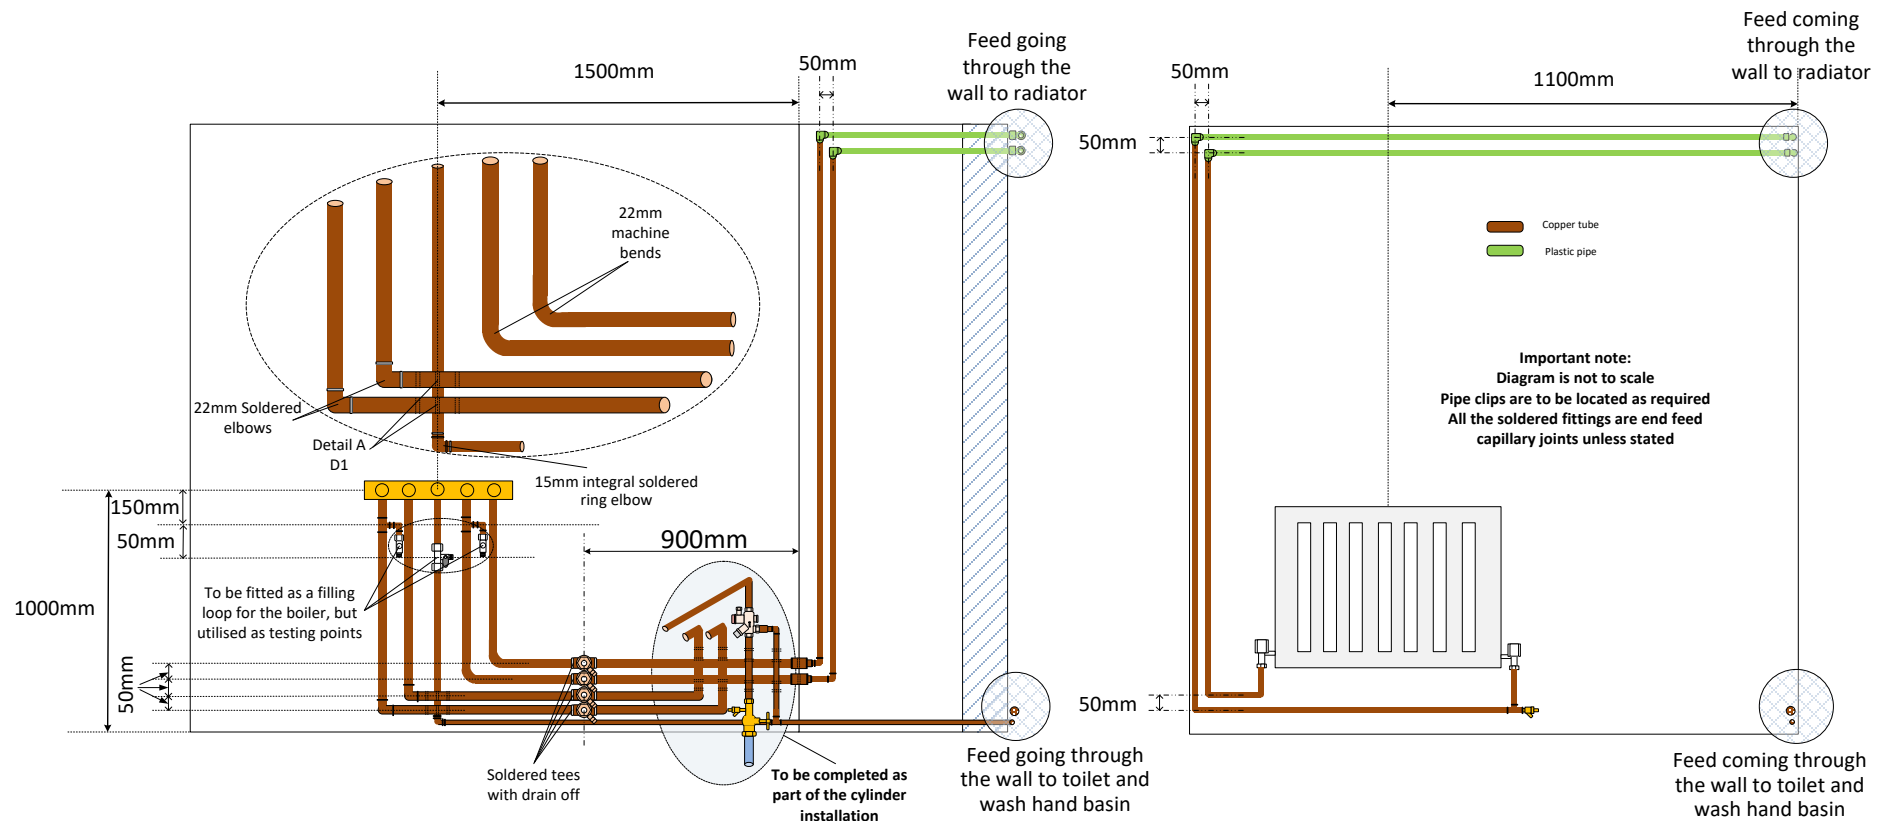 Feed going
through the
wall to radiator
1500mm
50mm
22mm
machine
bends
22mm Soldered
elbows
Detail A
D1
15mm integral soldered
ring elbow
150mm
50mm
900mm
To be fitted as a filling
loop for the boiler, but
utilised as testing points
1000mm
50mm
Soldered tees
with drain off
To be completed as
part of the cylinder
installation
Feed going through
the wall to toilet and
wash hand basin
Feed coming
through the
wall to radiator
50mm
1100mm
50mm
Copper tube
Plastic pipe
Important note:
Diagram is not to scale
Pipe clips are to be located as required
All the soldered fittings are end feed
capillary joints unless stated
50mm
Feed coming through
the wall to toilet and
wash hand basin